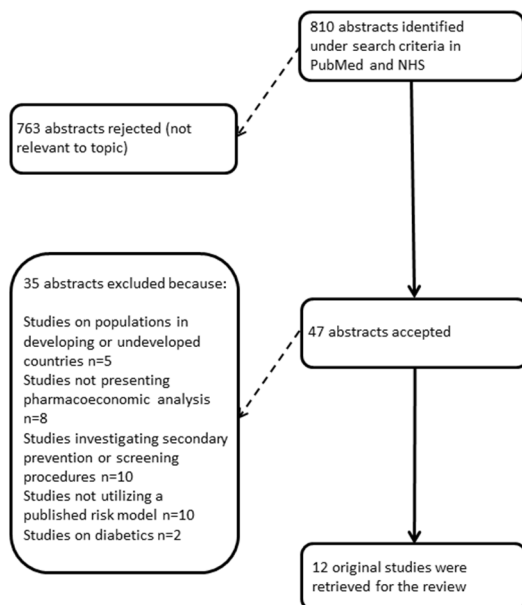 810 abstracts identified
under search criteria in
PubMed and NHS
763 abstracts rejected (not
relevant to topic)
35 abstracts excluded because:
Studies on populations in
developing or undeveloped
countries n=5
Studies not presenting
pharmacoeconomic analysis
n=8
Studies investigating secondary
prevention or screening
procedures n=10
Studies not utilizing a
published risk model n=10
Studies on diabetics n=2
47 abstracts accepted
12 original studies were
retrieved for the review